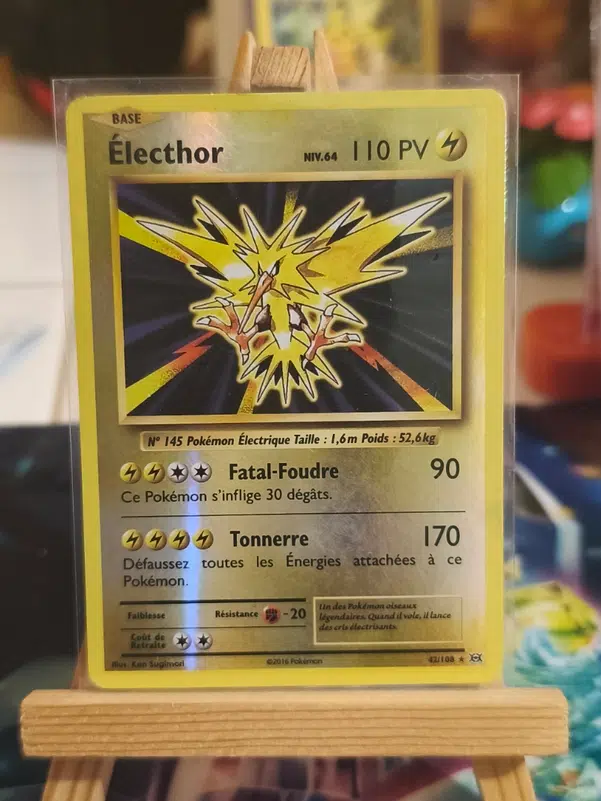 BASE
Électhor NIV.64 110 PV
N° 145 Pokémon Électrique Taille : 1,6m Poids : 52,6kg
Fatal-Foudre 90
Ce Pokémon s'inflige 30 dégâts.
Tonnerre 170
Défaussez toutes les Énergies attachées à ce
Pokémon.
Faiblesse Résistance -20
Coût de
Retraite
Un des Pokémon oiseaux
légendaires. Quand il vole, il lance
des cris électrisants.
Illus. Ken Sugimori ©2016 Pokémon 42/108